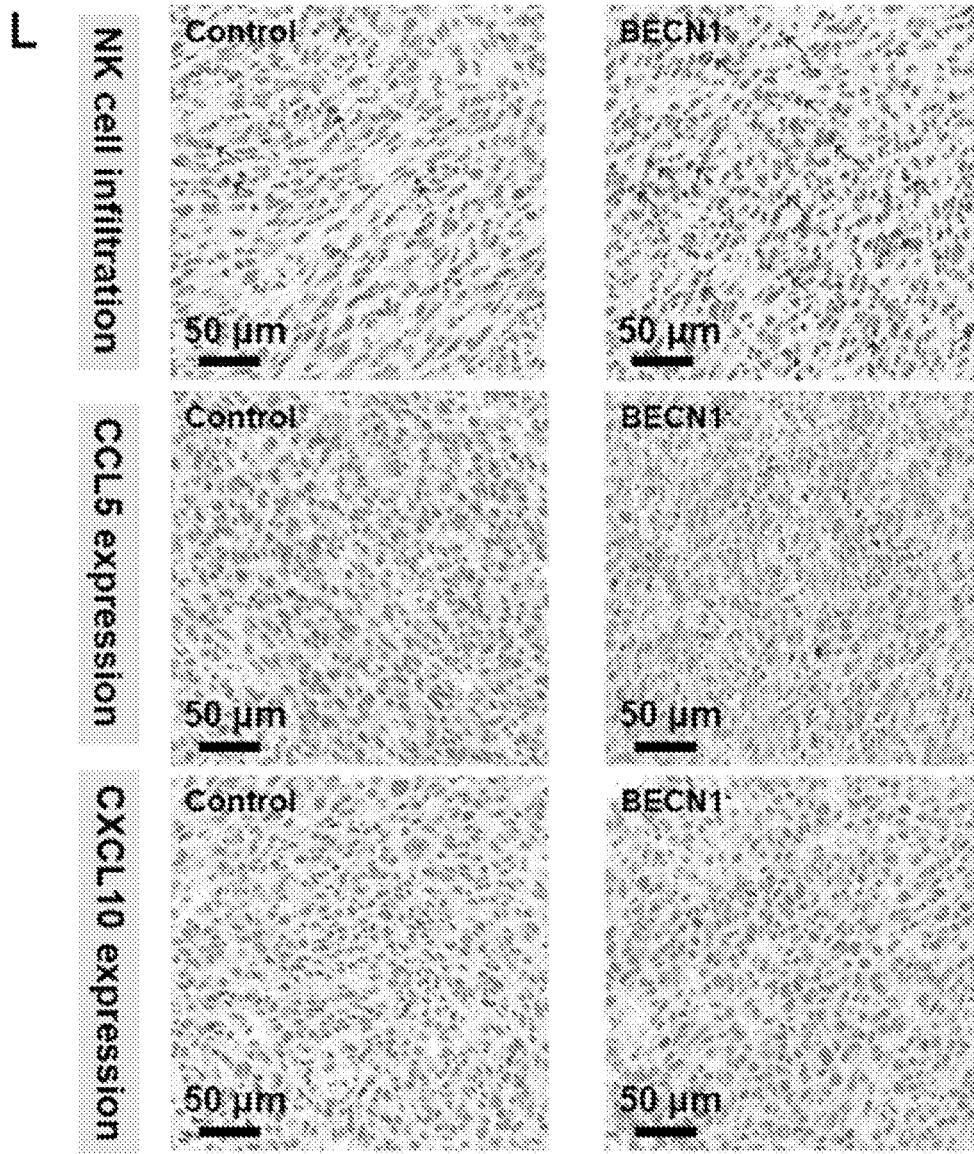 L
NK cell infiltration
Control
BECN1
50 µm
50 µm
CCL5 expression
Control
BECN1
50 µm
50 µm
CXCL10 expression
Control
BECN1
50 µm
50 µm